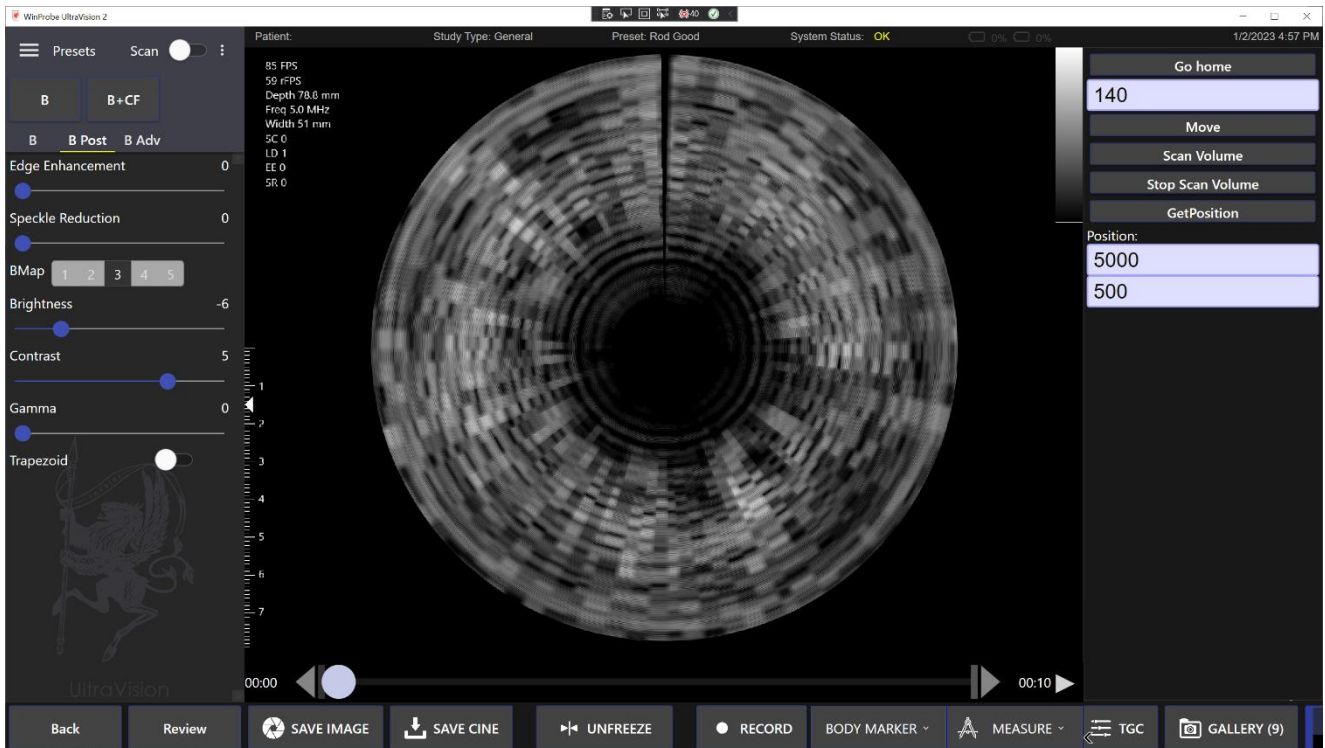 WinProbe UltraVision 2
40
Presets Scan
B B+CF
B B Post B Adv
Edge Enhancement 0
Speckle Reduction 0
BMap 1 2 3 4 5
Brightness -6
Contrast 5
Gamma 0
Trapezoid
UltraVision
Back Review
Patient: Study Type: General Preset: Rod Good System Status: OK 0% 0% 1/2/2023 4:57 PM
85 FPS
59 rFPS
Depth 78.8 mm
Freq 5.0 MHz
Width 51 mm
SC 0
LD 1
EE 0
SR 0
1
2
3
4
5
6
7
00:00 00:10
SAVE IMAGE SAVE CINE UNFREEZE RECORD BODY MARKER MEASURE TGC GALLERY (9)
Go home
140
Move
Scan Volume
Stop Scan Volume
GetPosition
Position:
5000
500